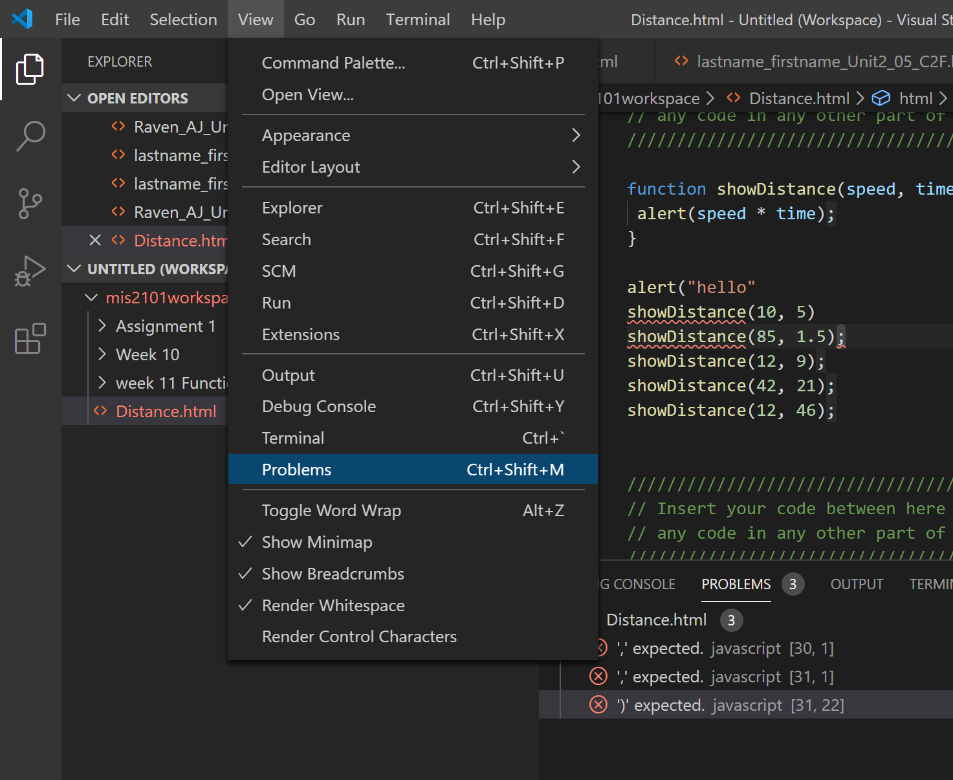 File Edit Selection View Go Run Terminal Help Distance.html - Untitled (Workspace) - Visual St
EXPLORER
OPEN EDITORS
Raven_AJ_Un
lastname_firs
lastname_firs
Raven_AJ_Un
Distance.htm
UNTITLED (WORKSPA
mis2101workspa
Assignment 1
Week 10
week 11 Functi
Distance.html
Command Palette... Ctrl+Shift+P
Open View...
Appearance
Editor Layout
Explorer Ctrl+Shift+E
Search Ctrl+Shift+F
SCM Ctrl+Shift+G
Run Ctrl+Shift+D
Extensions Ctrl+Shift+X
Output Ctrl+Shift+U
Debug Console Ctrl+Shift+Y
Terminal Ctrl+`
Problems Ctrl+Shift+M
Toggle Word Wrap Alt+Z
Show Minimap
Show Breadcrumbs
Render Whitespace
Render Control Characters
ml lastname_firstname_Unit2_05_C2F.
101workspace > Distance.html > html >
// any code in any other part of
/////////////////////////////////
function showDistance(speed, time
alert(speed * time);
}
alert("hello"
showDistance(10, 5)
showDistance(85, 1.5);
showDistance(12, 9);
showDistance(42, 21);
showDistance(12, 46);
/////////////////////////////////
// Insert your code between here
// any code in any other part of
/////////////////////////////////
G CONSOLE PROBLEMS 3 OUTPUT TERMIN
Distance.html 3
',' expected. javascript [30, 1]
',' expected. javascript [31, 1]
')' expected. javascript [31, 22]